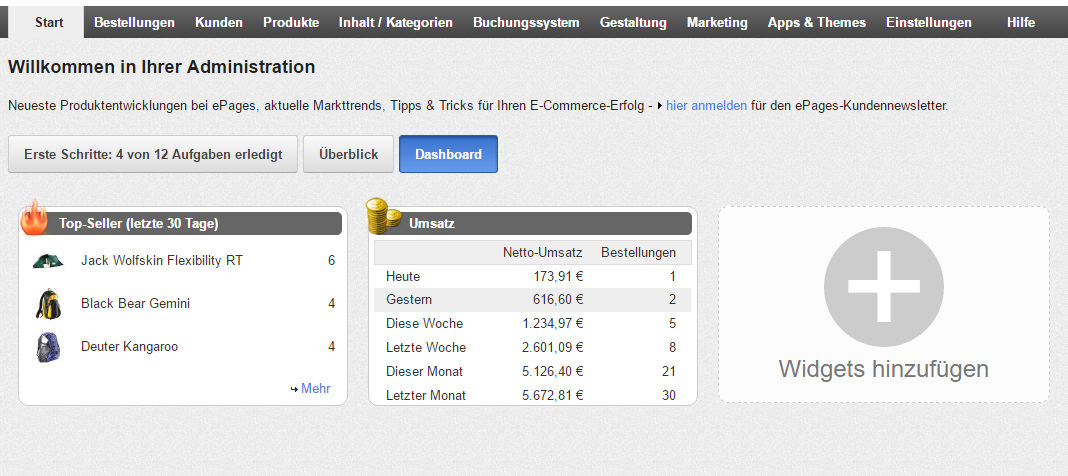 Start Bestellungen Kunden Produkte Inhalt / Kategorien Buchungssystem Gestaltung Marketing Apps & Themes Einstellungen Hilfe
Willkommen in Ihrer Administration
Neueste Produktentwicklungen bei ePages, aktuelle Markttrends, Tipps & Tricks für Ihren E-Commerce-Erfolg - hier anmelden für den ePages-Kundennewsletter.
Erste Schritte: 4 von 12 Aufgaben erledigt Überblick Dashboard
Top-Seller (letzte 30 Tage)
Jack Wolfskin Flexibility RT 6
Black Bear Gemini 4
Deuter Kangaroo 4
Mehr
Umsatz
Netto-Umsatz Bestellungen
Heute 173,91 € 1
Gestern 616,60 € 2
Diese Woche 1.234,97 € 5
Letzte Woche 2.601,09 € 8
Dieser Monat 5.126,40 € 21
Letzter Monat 5.672,81 € 30
Widgets hinzufügen